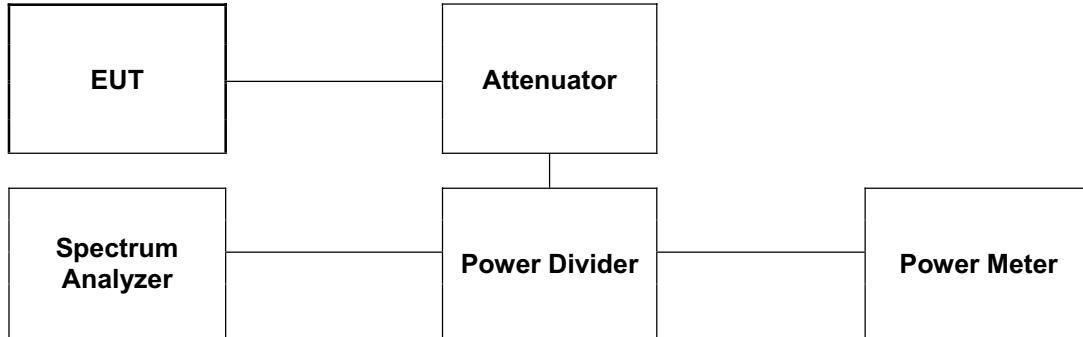 EUT
Attenuator
Spectrum
Analyzer
Power Divider
Power Meter